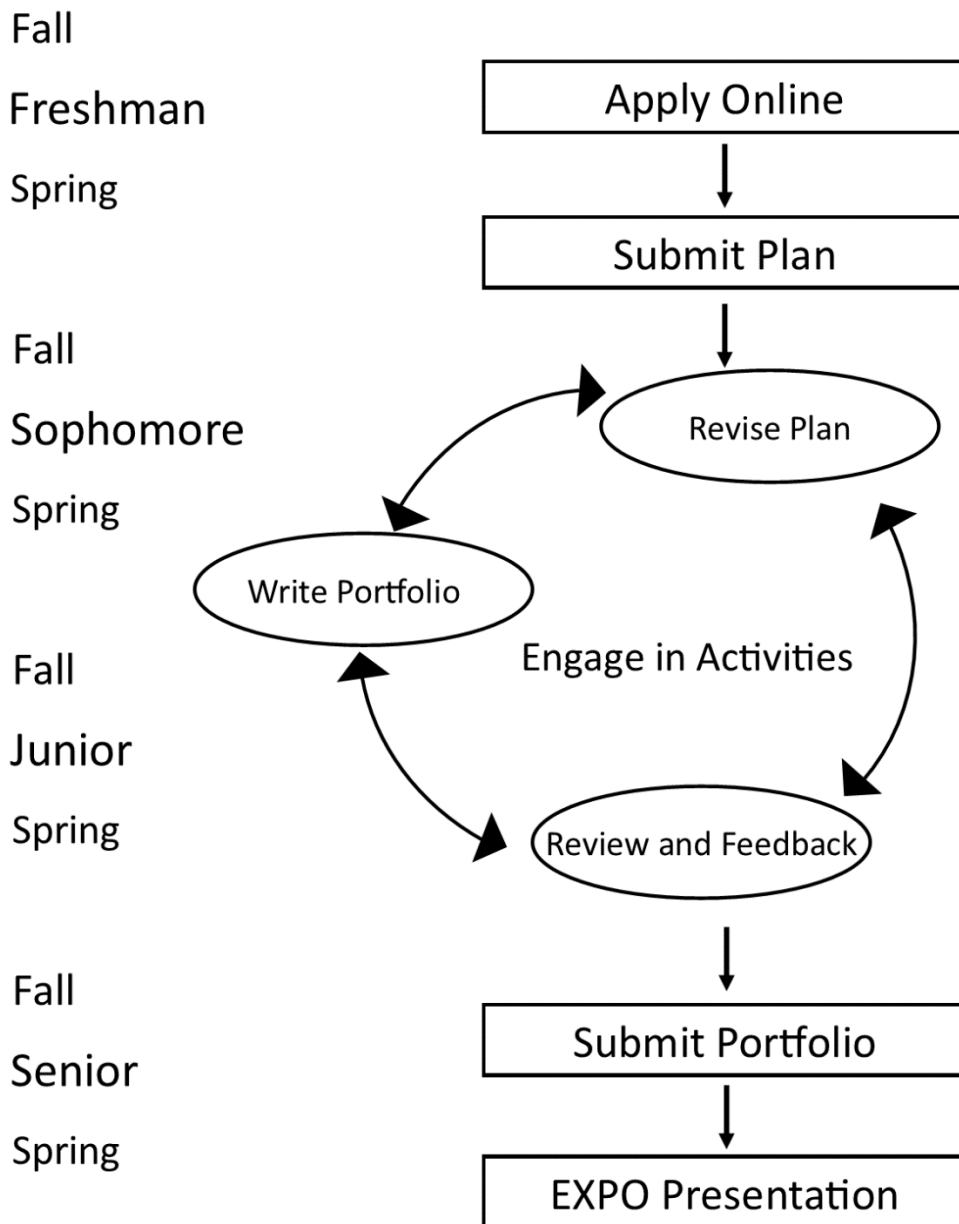 Fall
Apply Online
Freshman
Spring
Submit Plan
Fall
Sophomore
Revise Plan
Spring
Write Portfolio
Engage in Activities
Fall
Junior
Spring
Review and Feedback
Fall
Submit Portfolio
Senior
Spring
EXPO Presentation